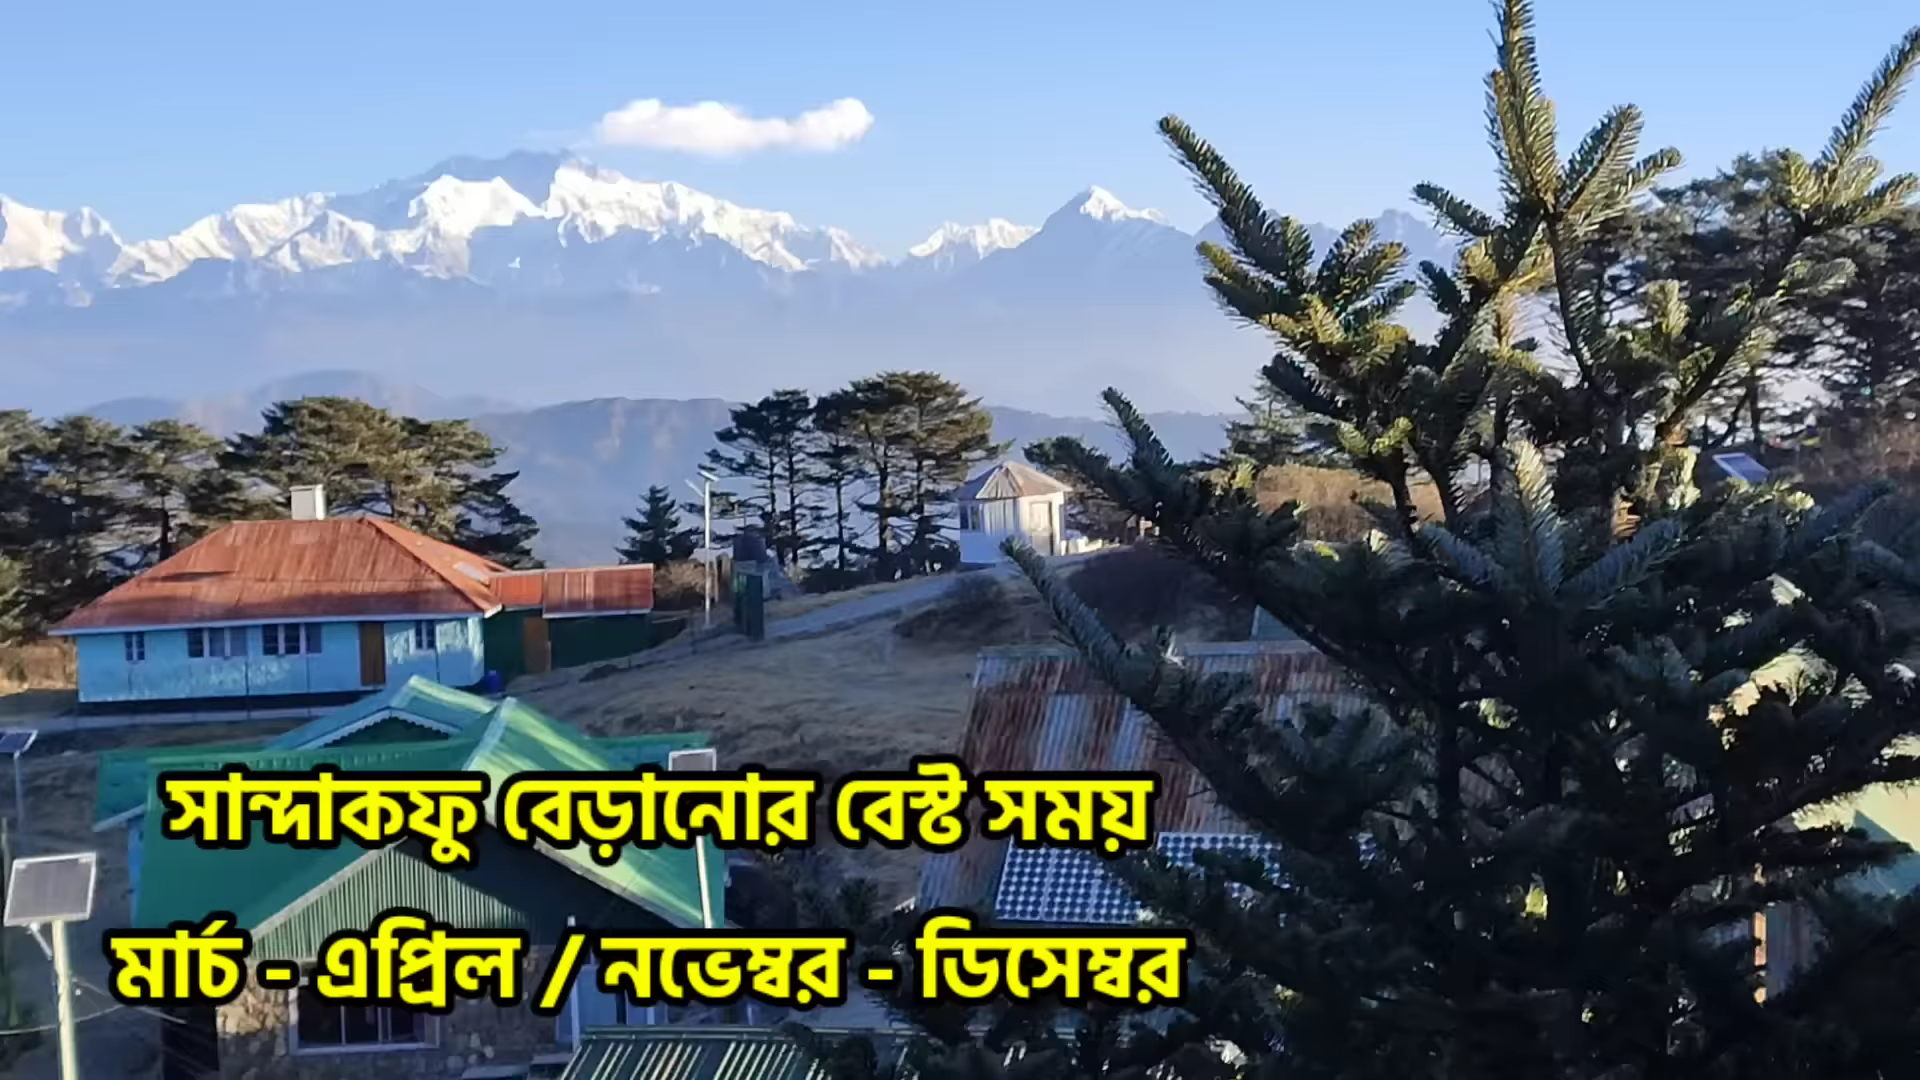 সান্দাকফু বেড়ানোর বেস্ট সময়
মার্চ - এপ্রিল / নভেম্বর - ডিসেম্বর